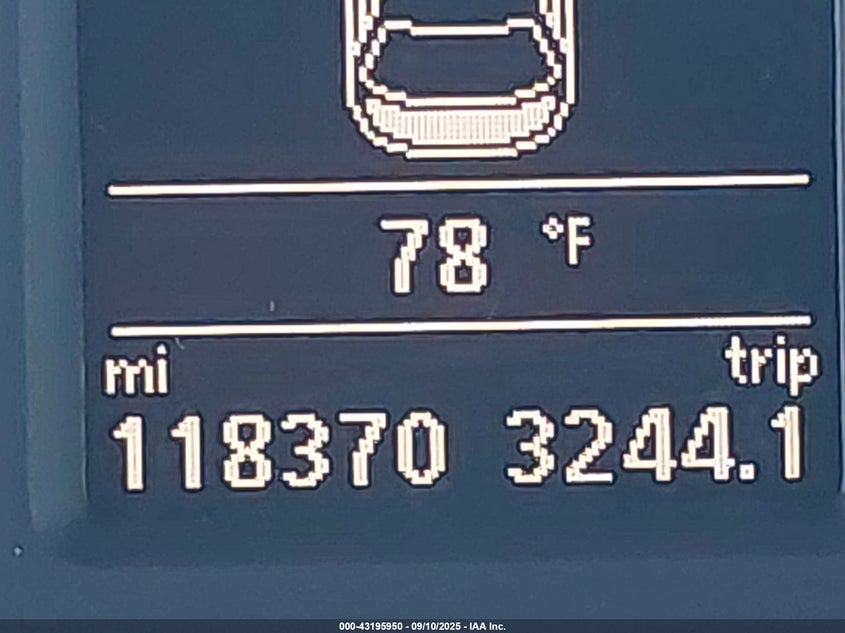 78 °F
mi trip
118370 3244.1
000-43195950 - 09/10/2025 - IAA Inc.